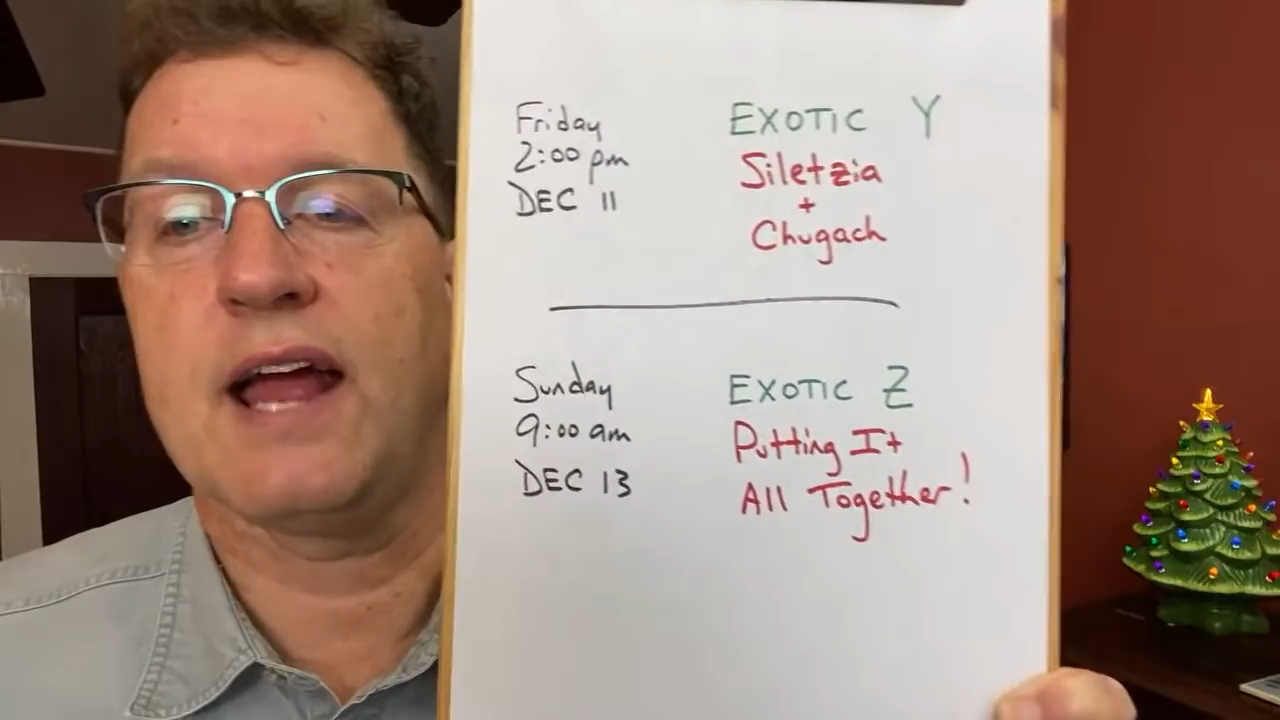 Friday
2:00 pm
DEC 11
EXOTIC Y
Siletzia
+
Chugach
Sunday
9:00 am
DEC 13
EXOTIC Z
Putting It
All Together!